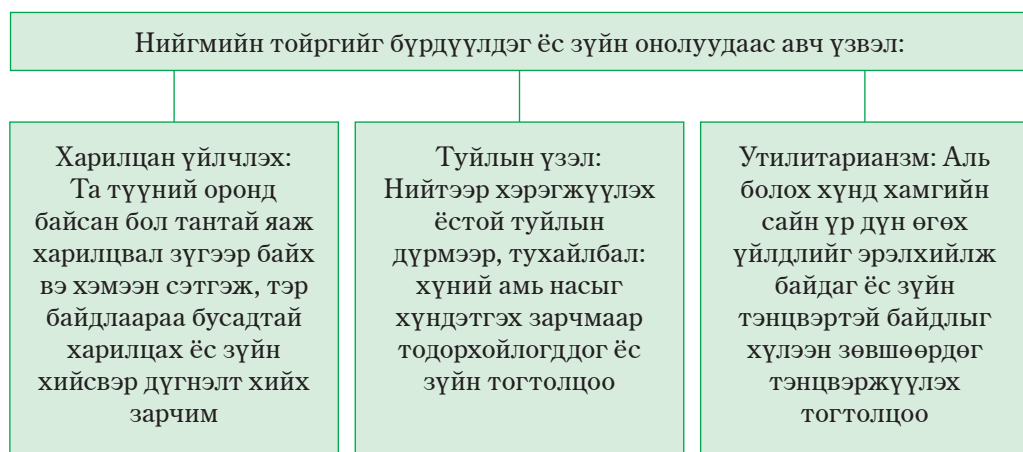 Нийгмийн тойргийг бүрдүүлдэг ёс зүйн онолуудаас авч үзвэл:
Харилцан үйлчлэх:
Та түүний оронд
байсан бол тантай яаж
харилцвал зүгээр байх
вэ хэмээн сэтгэж, тэр
байдлаараа бусадтай
харилцах ёс зүйн
хийсвэр дүгнэлт хийх
зарчим
Туйлын үзэл:
Нийтээр хэрэгжүүлэх
ёстой туйлын
дүрмээр, тухайлбал:
хүний амь насыг
хүндэтгэх зарчмаар
тодорхойлогддог ёс
зүйн тогтолцоо
Утилитарианзм: Аль
болох хүнд хамгийн
сайн үр дүн өгөх
үйлдлийг эрэлхийлж
байдаг ёс зүйн
тэнцвэртэй байдлыг
хүлээн зөвшөөрдөг
тэнцвэржүүлэх
тогтолцоо